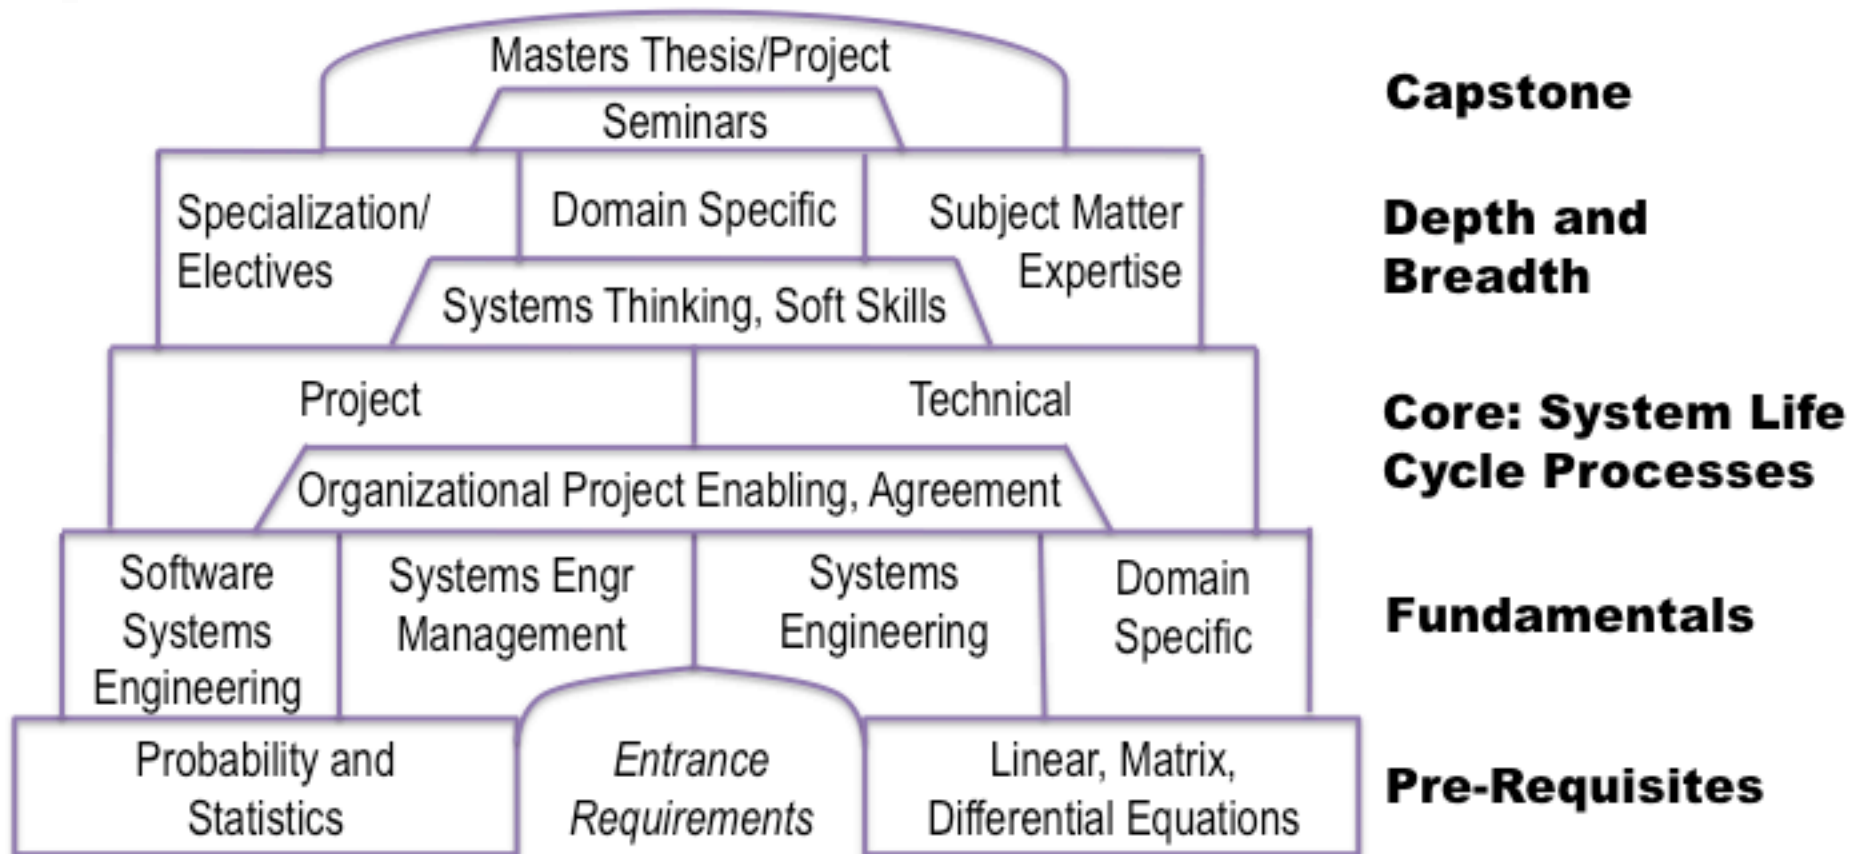 Masters Thesis/Project
Seminars
Capstone
Specialization/
Electives
Domain Specific
Subject Matter
Expertise
Systems Thinking, Soft Skills
Depth and
Breadth
Project
Technical
Organizational Project Enabling, Agreement
Core: System Life
Cycle Processes
Software
Systems
Engineering
Systems Engr
Management
Systems
Engineering
Domain
Specific
Fundamentals
Probability and
Statistics
Entrance
Requirements
Linear, Matrix,
Differential Equations
Pre-Requisites